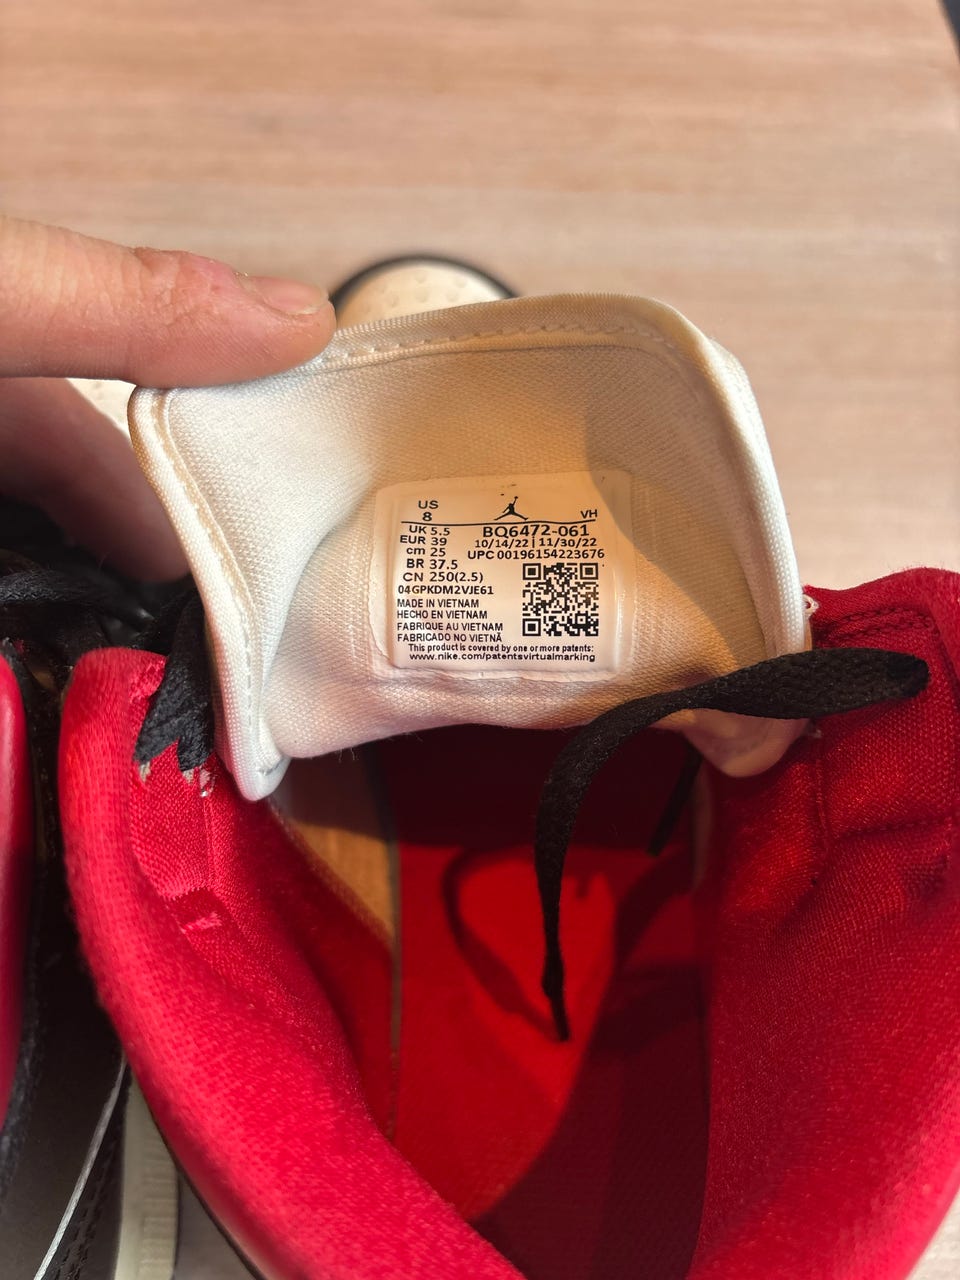 US
8
VH
UK 5.5
EUR 39
cm 25
BR 37.5
CN 250(2.5)
BQ6472-061
10/14/22 | 11/30/22
UPC 00196154223676
04GPKDM2VJE61
MADE IN VIETNAM
HECHO EN VIETNAM
FABRIQUE AU VIETNAM
FABRICADO NO VIETNÃ
This product is covered by one or more patents:
www.nike.com/patentsvirtualmarking